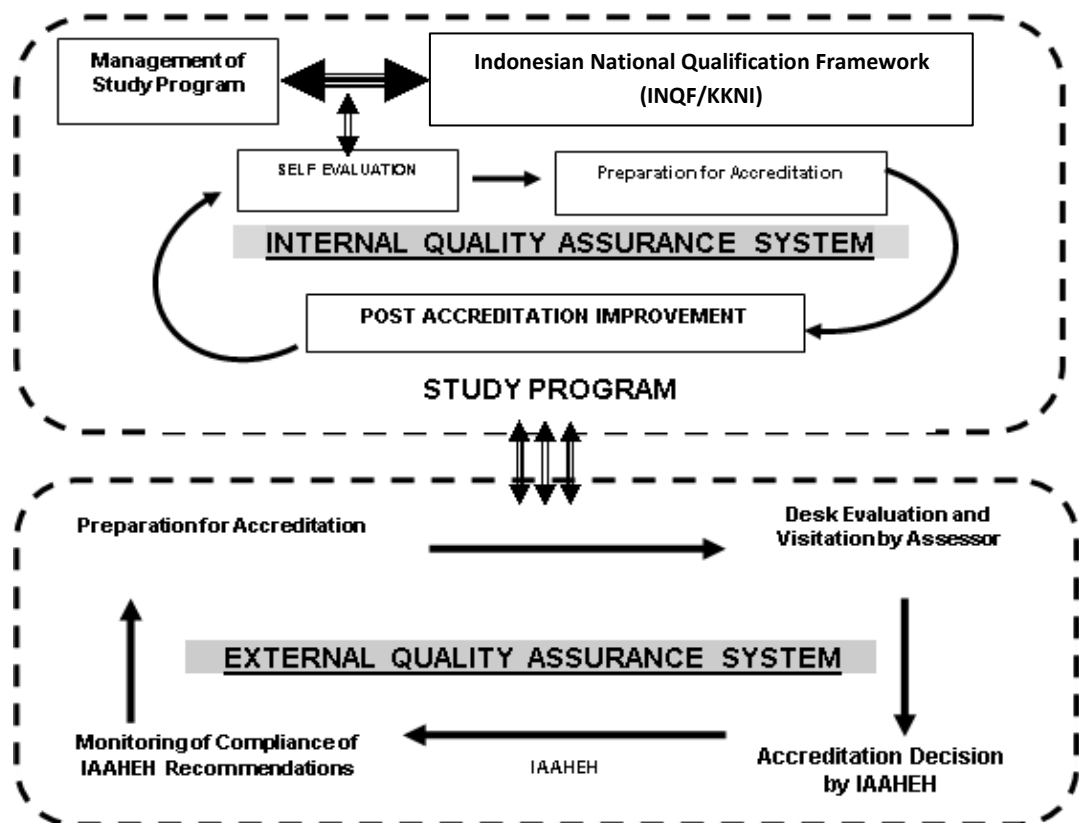 Management of
Study Program
Indonesian National Qualification Framework
(INQF/KKNI)
SELF EVALUATION
Preparation for Accreditation
INTERNAL QUALITY ASSURANCE SYSTEM
POST ACCREDITATION IMPROVEMENT
STUDY PROGRAM
Preparation for Accreditation
Desk Evaluation and
Visitation by Assessor
EXTERNAL QUALITY ASSURANCE SYSTEM
Monitoring of Compliance of
IAAHEH Recommendations
IAAHEH
Accreditation Decision
by IAAHEH